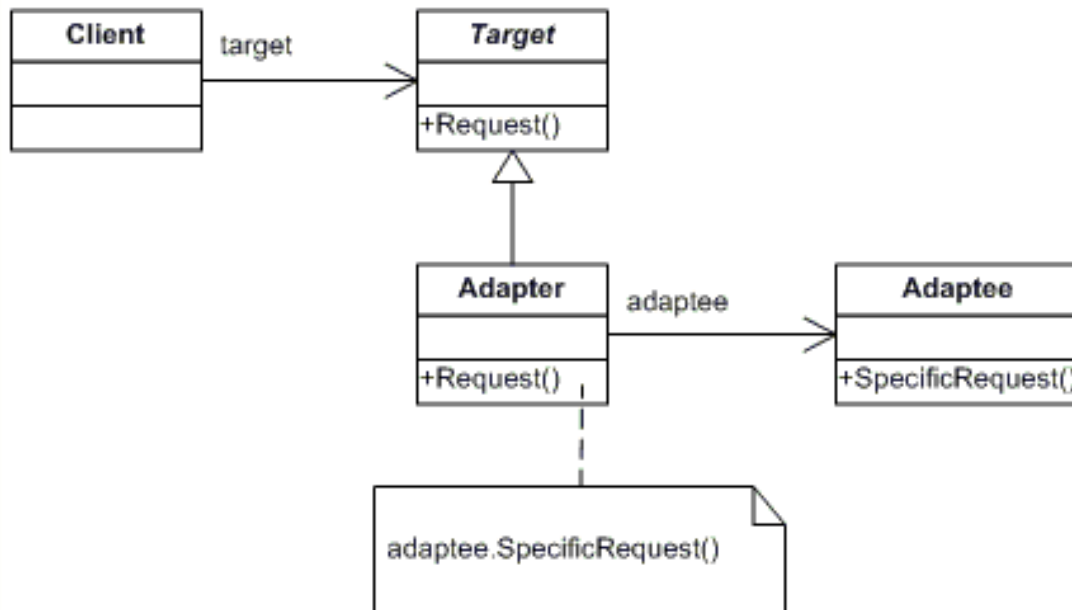 Client
target
Target
+Request()
Adapter
adaptee
Adaptee
+Request()
+SpecificRequest()
adaptee.SpecificRequest()